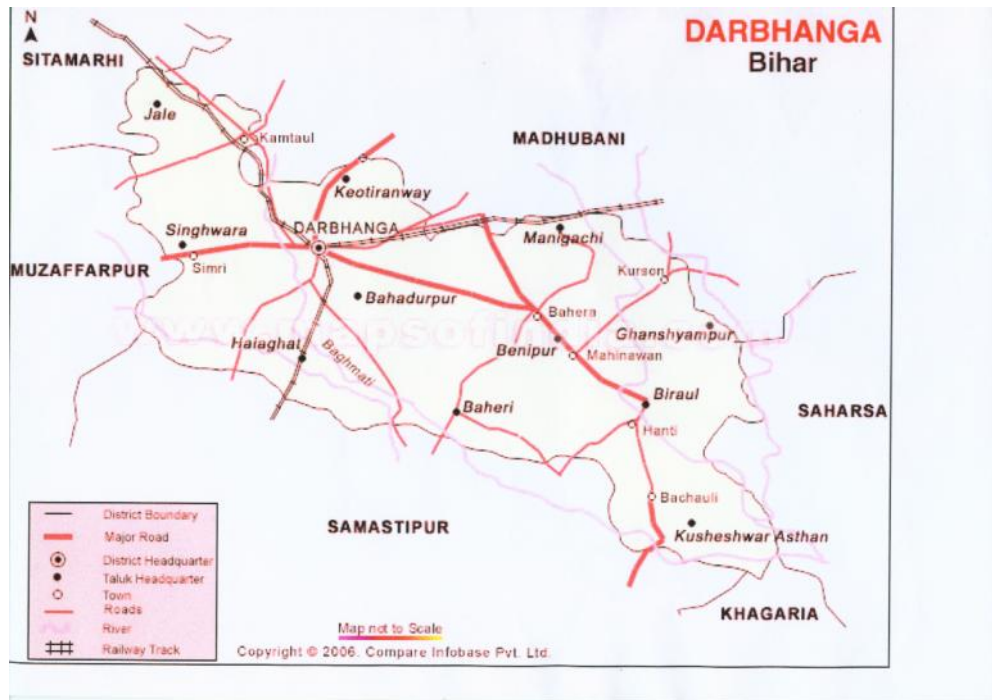 N
DARBHANGA
Bihar
SITAMARHI
Jale
Kamtaul
MADHUBANI
Keotiranway
Singhwara
DARBHANGA
Manigachi
Simri
MUZAFFARPUR
Kurson
Bahadurpur
Bahera
Ghanshyampur
Haiaghat
Baghmati
Benipur
Mahinawan
Baheri
Biraul
SAHARSA
Hanti
Bachauli
SAMASTIPUR
Kusheshwar Asthan
KHAGARIA
District Boundary
Major Road
District Headquarter
Taluk Headquarter
Town
Roads
River
Railway Track
Map not to Scale
Copyright © 2006. Compare Infobase Pvt. Ltd.